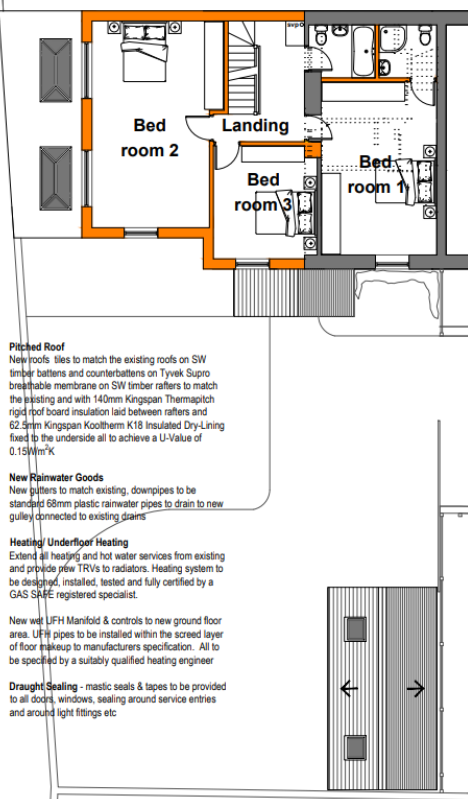 svp
Bed
room 2
Landing
Bed
room 1
Bed
room 3
Pitched Roof
New roofs tiles to match the existing roofs on SW
timber battens and counterbattens on Tyvek Supro
breathable membrane on SW timber rafters to match
the existing and with 140mm Kingspan Thermapitch
rigid roof board insulation laid between rafters and
62.5mm Kingspan Kooltherm K18 Insulated Dry-Lining
fixed to the underside all to achieve a U-Value of
0.15W/m²K
New Rainwater Goods
New gutters to match existing, downpipes to be
standard 68mm plastic rainwater pipes to drain to new
gulley connected to existing drains
Heating/ Underfloor Heating
Extend all heating and hot water services from existing
and provide new TRVs to radiators. Heating system to
be designed, installed, tested and fully certified by a
GAS SAFE registered specialist.
New wet UFH Manifold & controls to new ground floor
area. UFH pipes to be installed within the screed layer
of floor makeup to manufacturers specification. All to
be specified by a suitably qualified heating engineer
Draught Sealing - mastic seals & tapes to be provided
to all doors, windows, sealing around service entries
and around light fittings etc